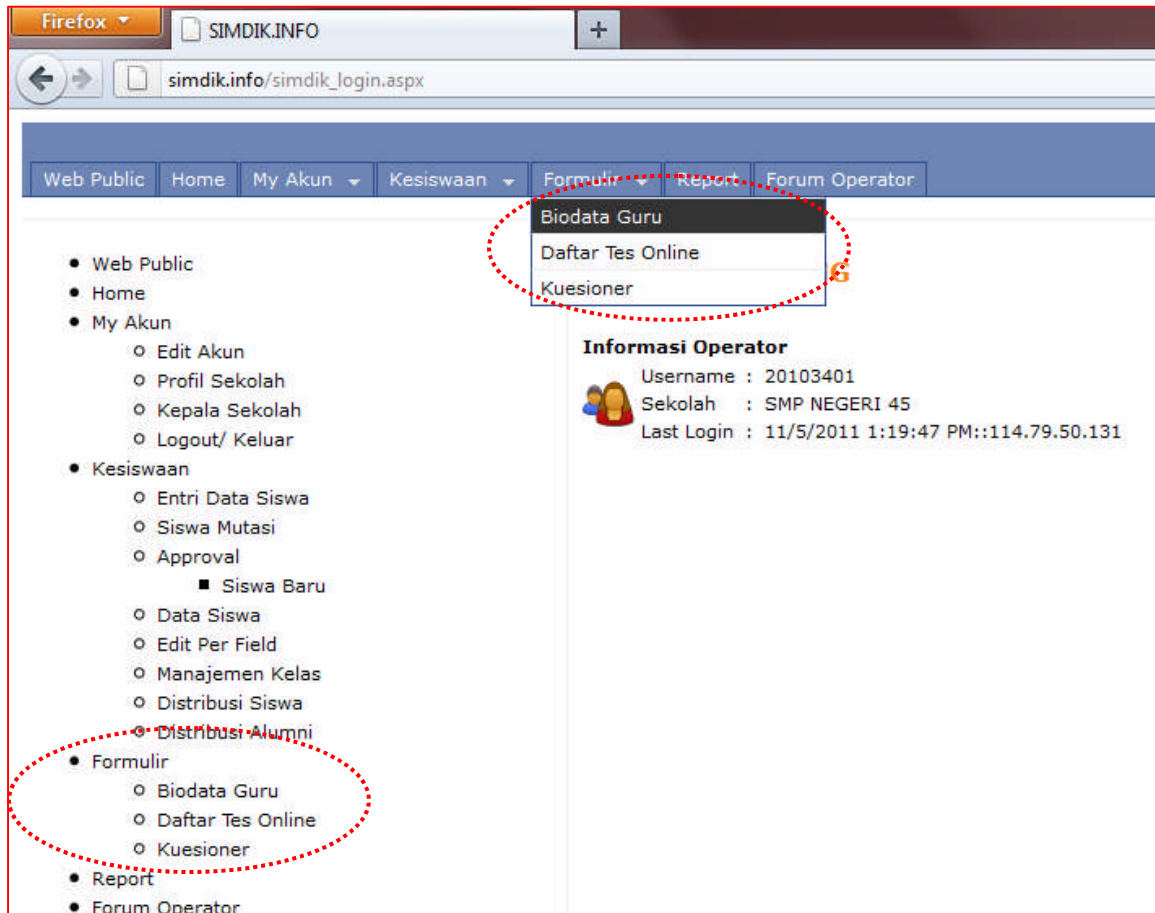 Firefox
SIMDIK.INFO
simdik.info/simdik_login.aspx
Web Public Home My Akun Kesiswaan Formulir Report Forum Operator
Biodata Guru
Daftar Tes Online
Kuesioner
G
Web Public
Home
My Akun
Edit Akun
Profil Sekolah
Kepala Sekolah
Logout/ Keluar
Kesiswaan
Entri Data Siswa
Siswa Mutasi
Approval
Siswa Baru
Data Siswa
Edit Per Field
Manajemen Kelas
Distribusi Siswa
Distribusi Alumni
Formulir
Biodata Guru
Daftar Tes Online
Kuesioner
Report
Forum Operator
Informasi Operator
Username : 20103401
Sekolah : SMP NEGERI 45
Last Login : 11/5/2011 1:19:47 PM::114.79.50.131